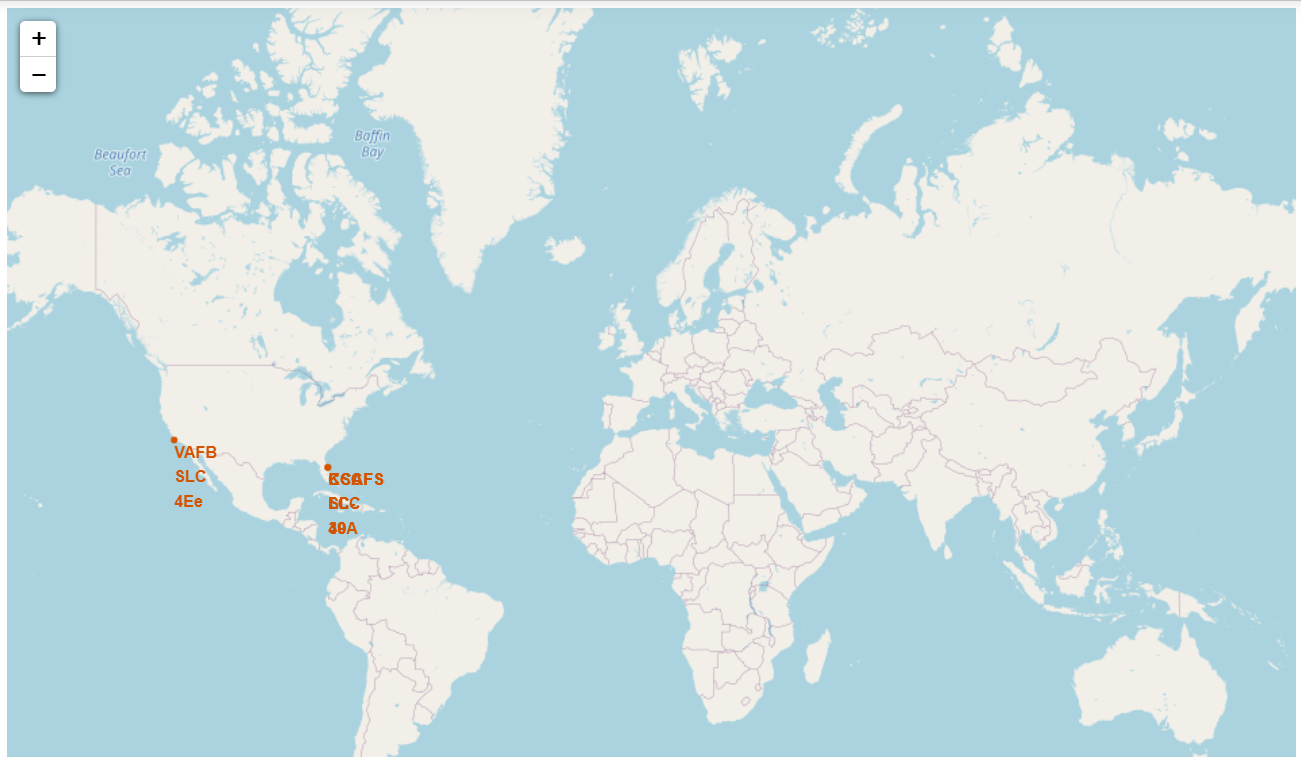 +
−
Beaufort
Sea
Baffin
Bay
VAFB
SLC
4Ee